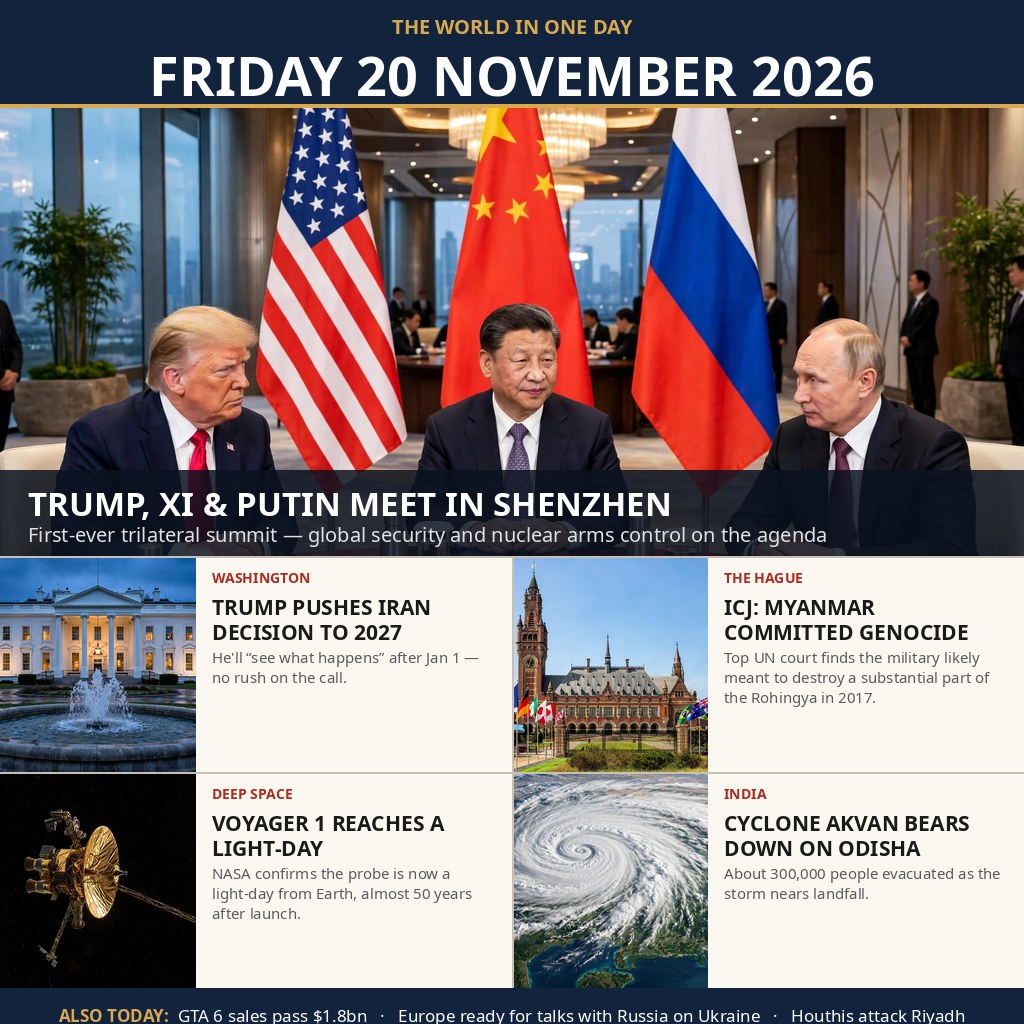 THE WORLD IN ONE DAY
FRIDAY 20 NOVEMBER 2026
TRUMP, XI & PUTIN MEET IN SHENZHEN
First-ever trilateral summit — global security and nuclear arms control on the agenda
WASHINGTON
TRUMP PUSHES IRAN
DECISION TO 2027
He'll “see what happens” after Jan 1 —
no rush on the call.
THE HAGUE
ICJ: MYANMAR
COMMITTED GENOCIDE
Top UN court finds the military likely
meant to destroy a substantial part of
the Rohingya in 2017.
DEEP SPACE
VOYAGER 1 REACHES A
LIGHT-DAY
NASA confirms the probe is now a
light-day from Earth, almost 50 years
after launch.
INDIA
CYCLONE AKVAN BEARS
DOWN ON ODISHA
About 300,000 people evacuated as the
storm nears landfall.
ALSO TODAY: GTA 6 sales pass $1.8bn · Europe ready for talks with Russia on Ukraine · Houthis attack Riyadh